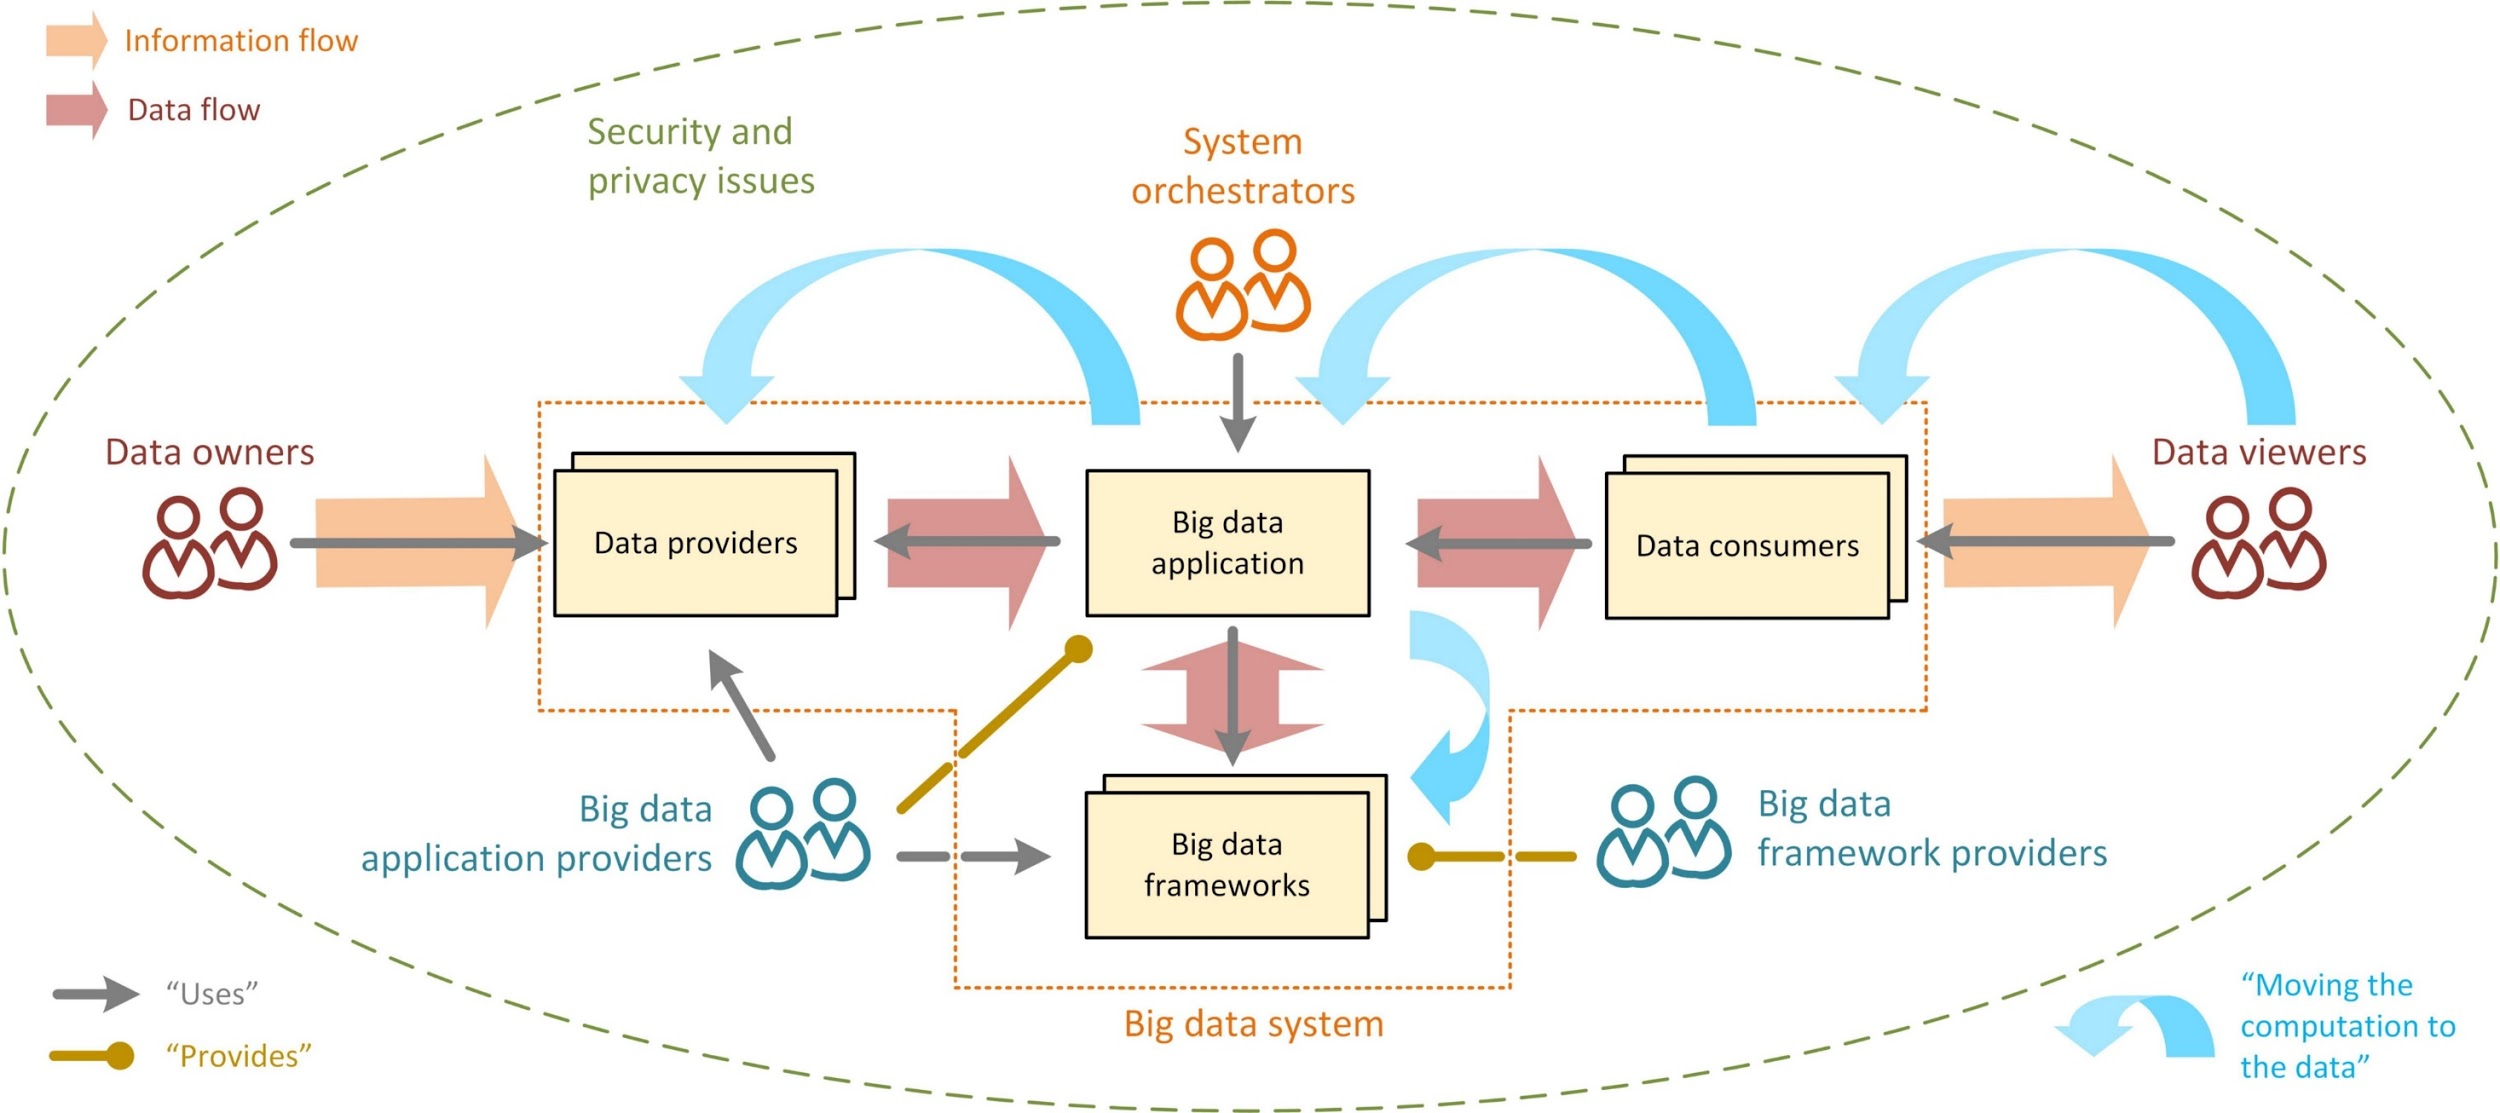 Information flow
Data flow
Security and
privacy issues
System
orchestrators
Data owners
Data providers
Big data
application
Data consumers
Data viewers
Big data
application providers
Big data
frameworks
Big data
framework providers
Big data system
“Uses”
“Provides”
“Moving the
computation to
the data”